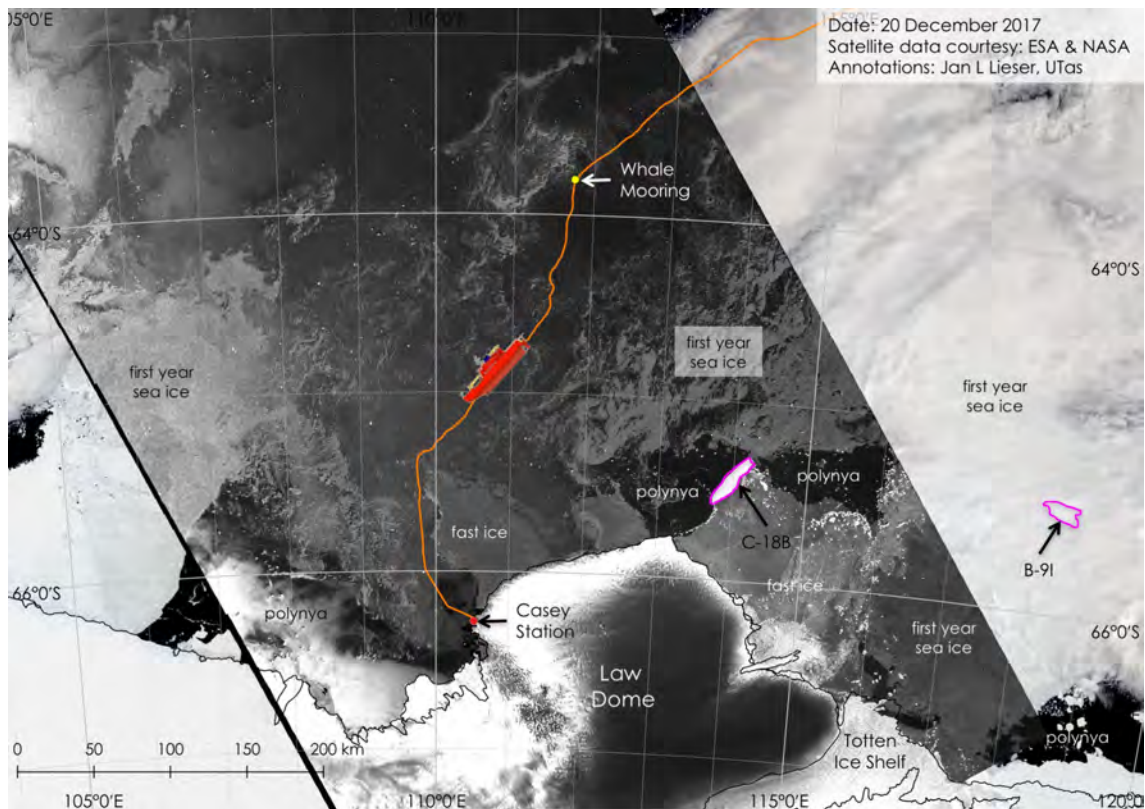 05°0'E
110°0'E
115°0'E
Date: 20 December 2017
Satellite data courtesy: ESA & NASA
Annotations: Jan L Lieser, UTas
Whale
Mooring
64°0'S
64°0'S
first year
sea ice
first year
sea ice
first year
sea ice
polynya
polynya
C-18B
fast ice
B-9I
fast ice
66°0'S
polynya
Casey
Station
66°0'S
first year
sea ice
Law
Dome
Totten
Ice Shelf
polynya
0 50 100 200 km
105°0'E
110°0'E
115°0'E
120°0'E